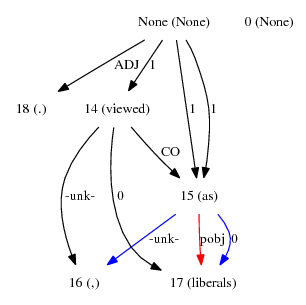 None (None) 0 (None)
ADJ 1
18 (.) 14 (viewed) 1 1
CO
-unk- 0 15 (as)
-unk- pobj 0
16 (,) 17 (liberals)